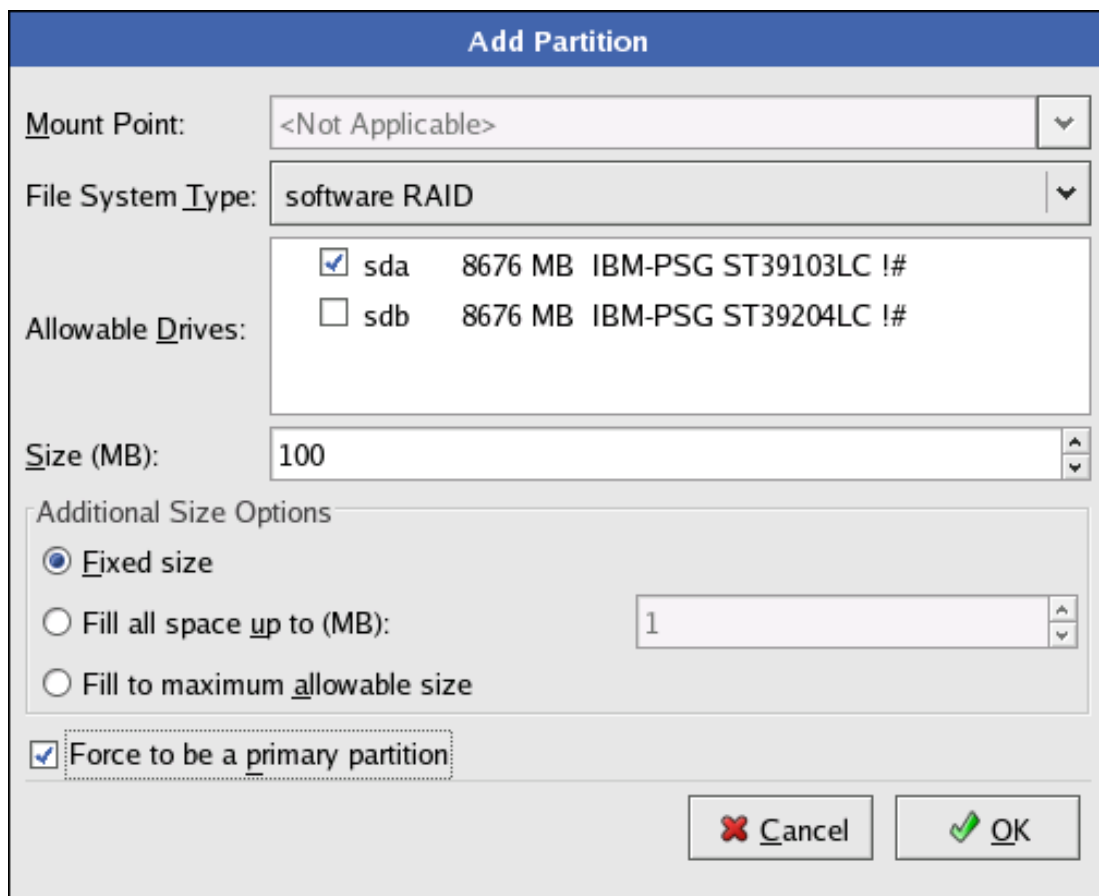 Add Partition
Mount Point: <Not Applicable>
File System Type: software RAID
sda 8676 MB IBM-PSG ST39103LC !#
Allowable Drives:
sdb 8676 MB IBM-PSG ST39204LC !#
Size (MB): 100
Additional Size Options
Fixed size
Fill all space up to (MB): 1
Fill to maximum allowable size
Force to be a primary partition
Cancel OK